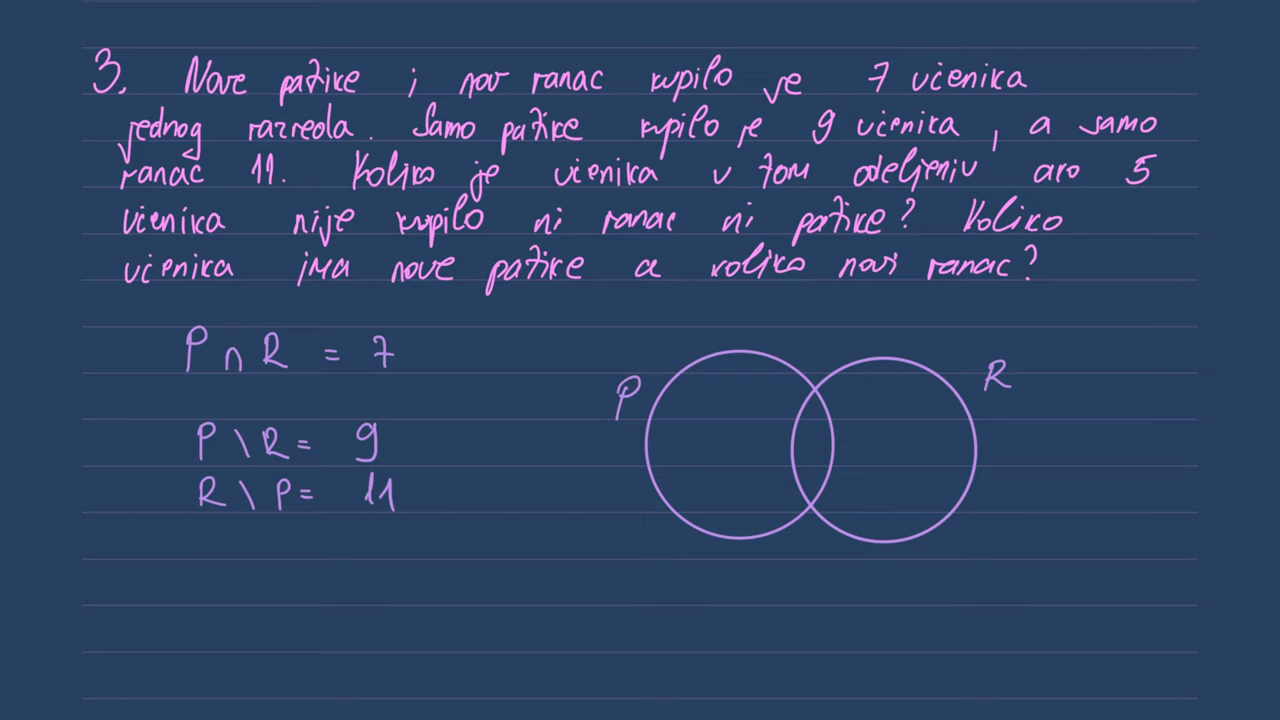 3. Nove patike i nov ranac kupilo je 7 učenika
jednog razreda. Samo patike kupilo je 9 učenika, a samo
ranac 11. Koliko je učenika u tom odeljenju ako 5
učenika nije kupilo ni ranac ni patike? Koliko
učenika ima nove patike a koliko novi ranac?
P ∩ R = 7
P
R
P \ R = 9
R \ P = 11